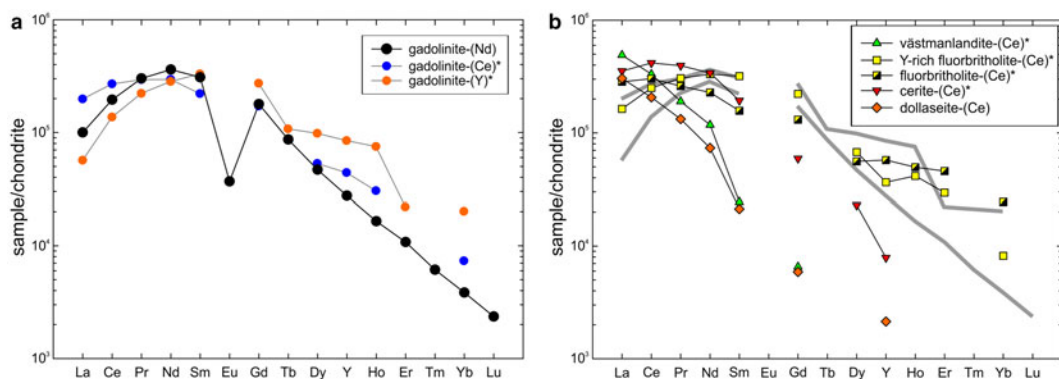 a
10⁶
10⁵
10⁴
10³
sample/chondrite
gadolinite-(Nd)
gadolinite-(Ce)*
gadolinite-(Y)*
La Ce Pr Nd Sm Eu Gd Tb Dy Y Ho Er Tm Yb Lu
b
10⁶
10⁵
10⁴
10³
sample/chondrite
västmanlandite-(Ce)*
Y-rich fluorbritholite-(Ce)*
fluorbritholite-(Ce)*
cerite-(Ce)*
dollaseite-(Ce)
La Ce Pr Nd Sm Eu Gd Tb Dy Y Ho Er Tm Yb Lu